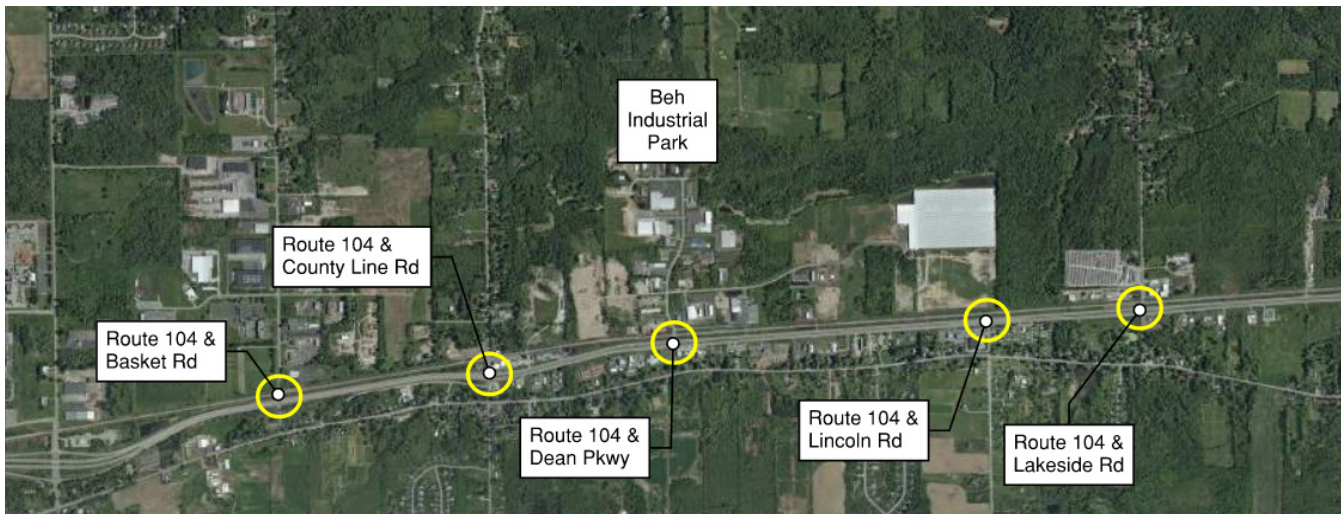 Beh
Industrial
Park
Route 104 &
County Line Rd
Route 104 &
Basket Rd
Route 104 &
Dean Pkwy
Route 104 &
Lincoln Rd
Route 104 &
Lakeside Rd